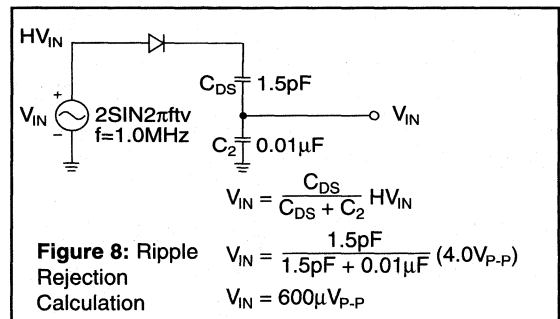 HV_IN
C_DS 1.5pF
+
V_IN 2SIN2πftv
f=1.0MHz
−
V_IN
C_2 0.01μF
V_IN = C_DS / (C_DS + C_2) HV_IN
V_IN = 1.5pF / (1.5pF + 0.01μF) (4.0V_P-P)
V_IN = 600μV_P-P
Figure 8: Ripple
Rejection
Calculation